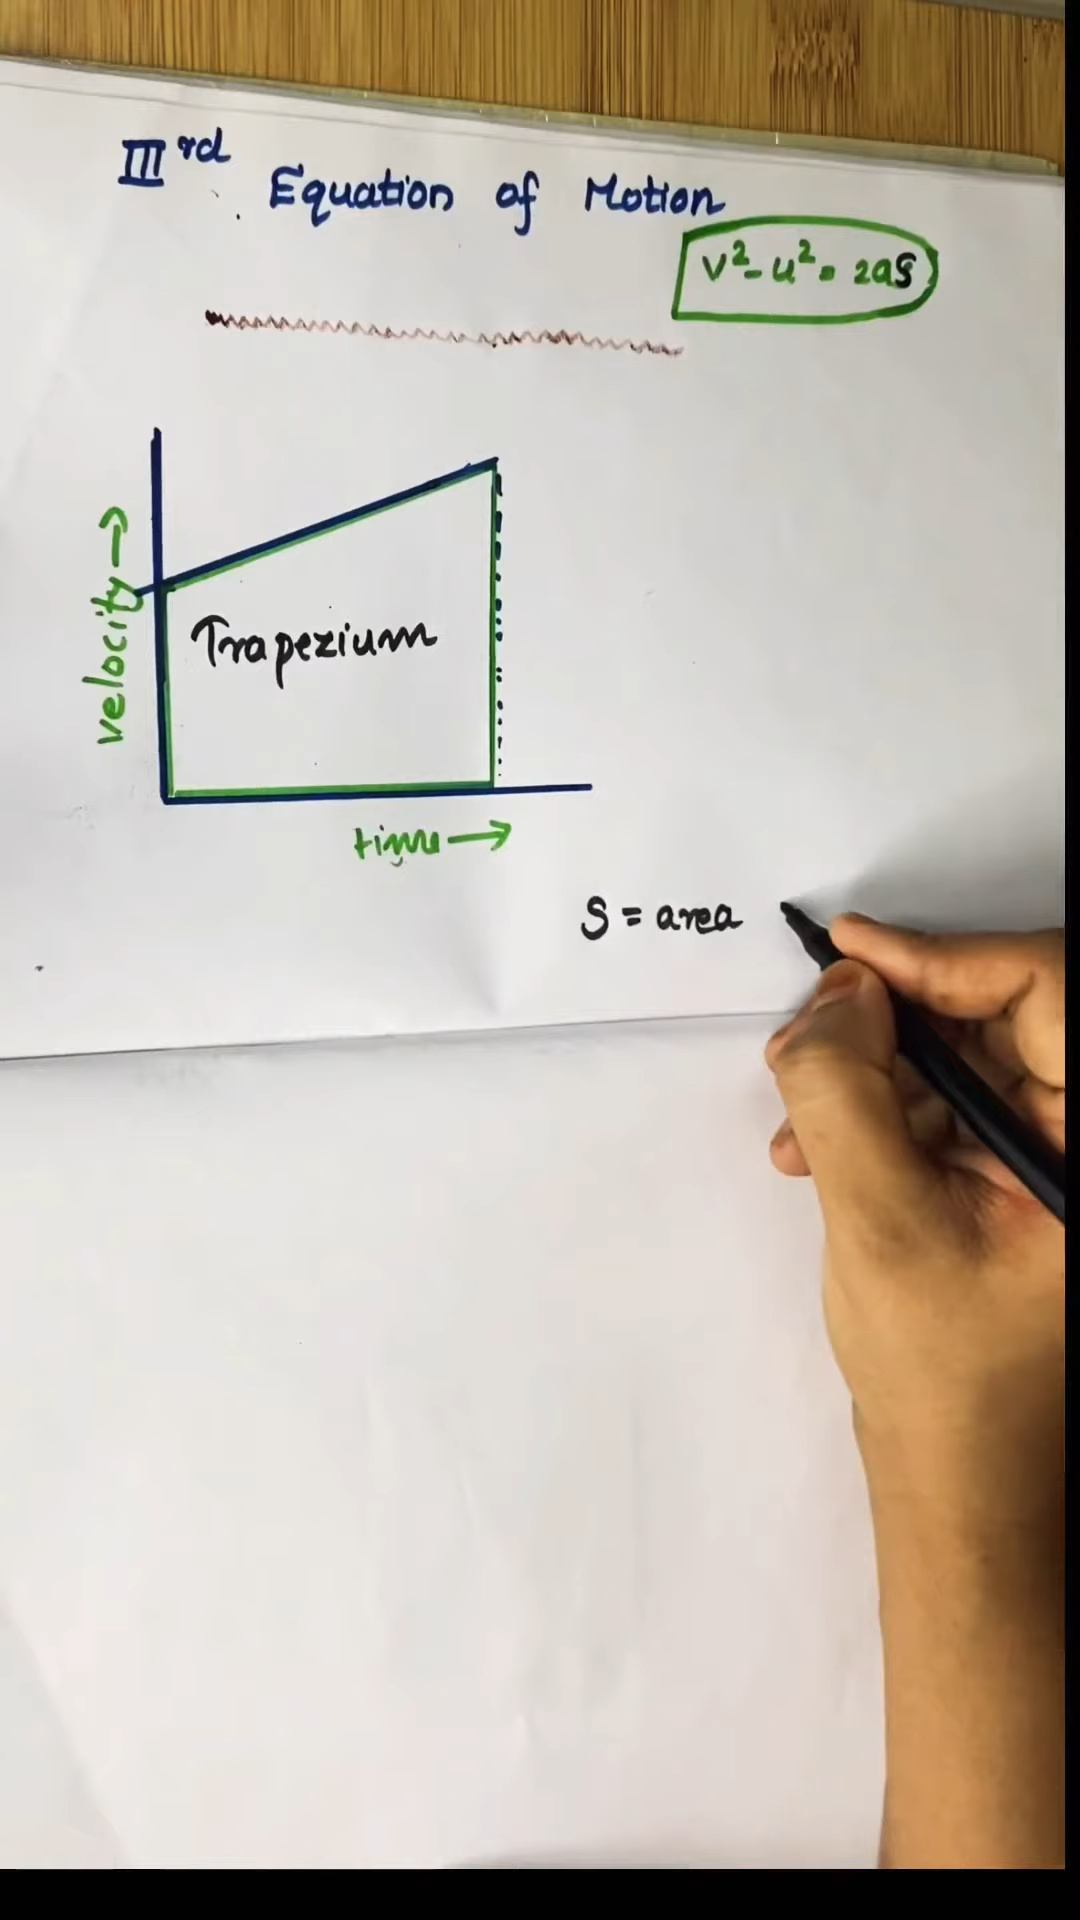 IIIrd Equation of Motion
v²-u² = 2aS
velocity →
Trapezium
time →
S = area